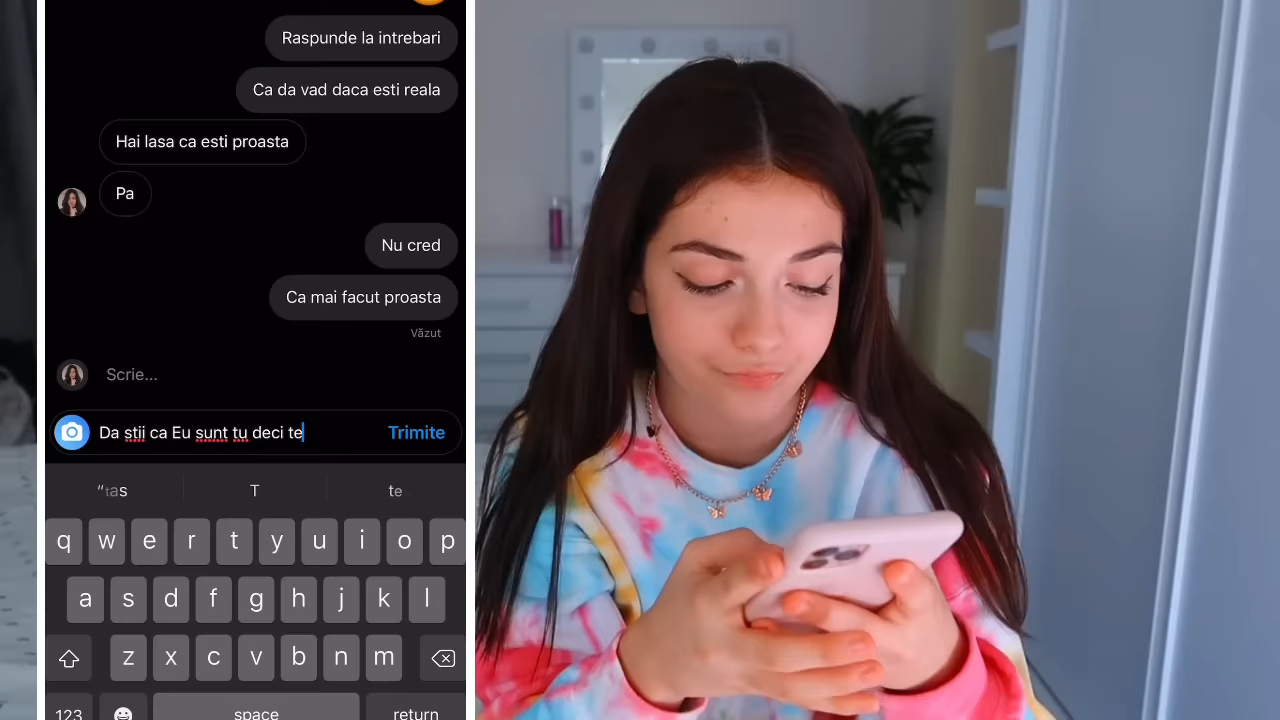 Raspunde la intrebari
Ca da vad daca esti reala
Hai lasa ca esti proasta
Pa
Nu cred
Ca mai facut proasta
Văzut
Scrie...
Da stii ca Eu sunt tu deci te
Trimite
“tas T te
q w e r t y u i o p
a s d f g h j k l
z x c v b n m
123 space return